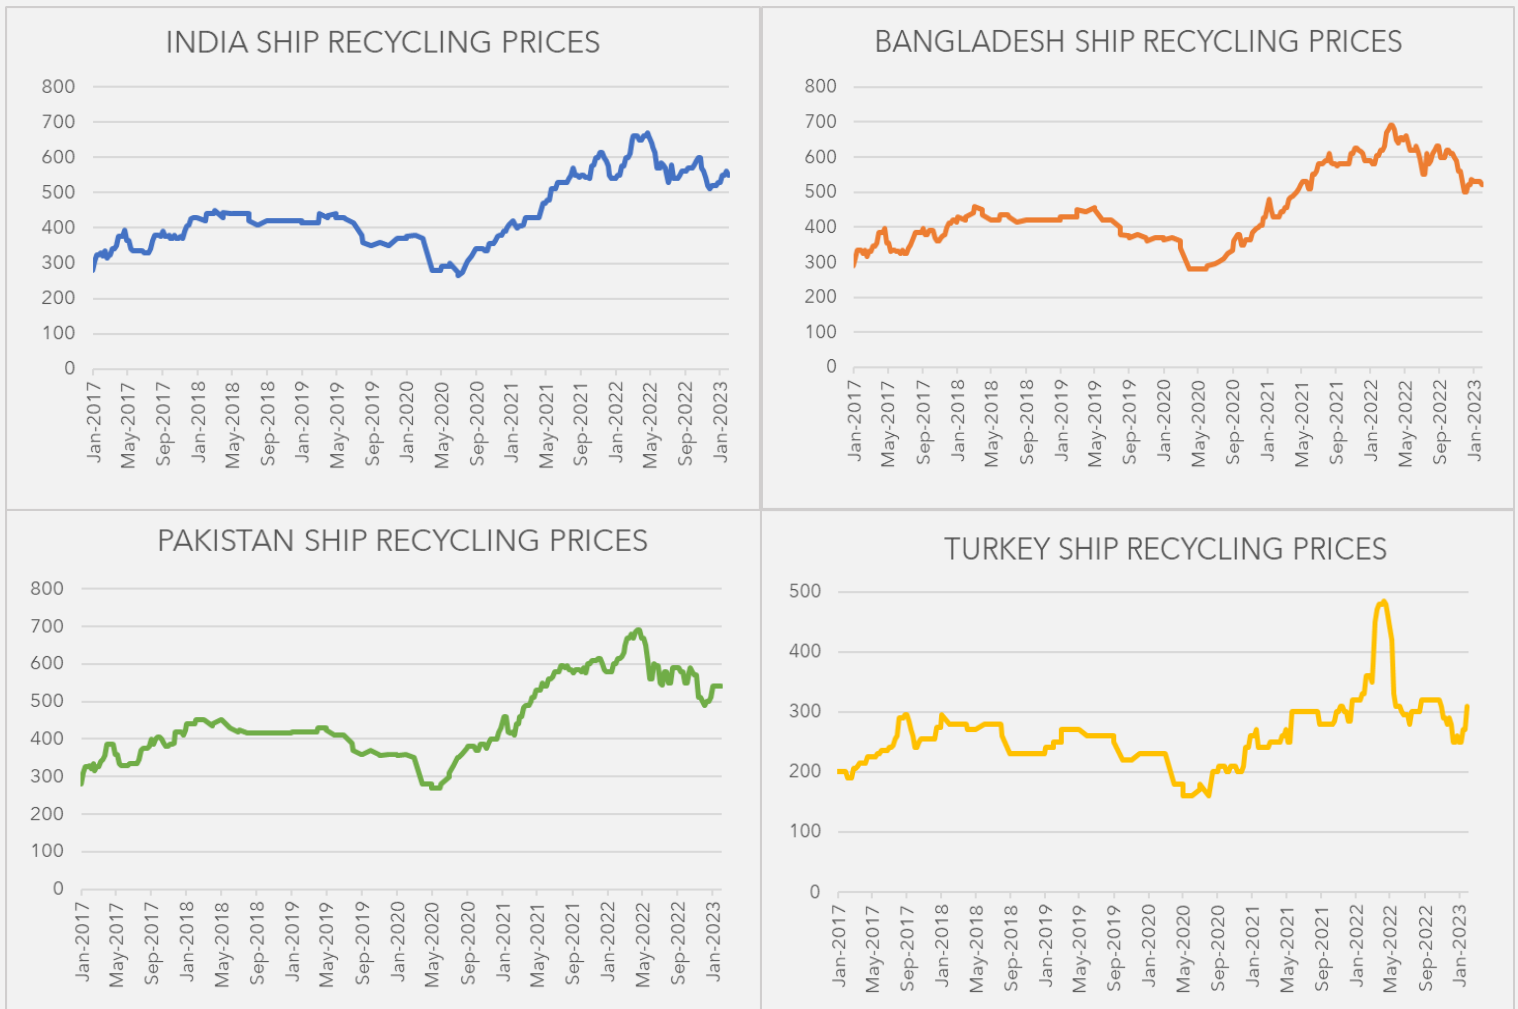 INDIA SHIP RECYCLING PRICES
800
700
600
500
400
300
200
100
0
Jan-2017
May-2017
Sep-2017
Jan-2018
May-2018
Sep-2018
Jan-2019
May-2019
Sep-2019
Jan-2020
May-2020
Sep-2020
Jan-2021
May-2021
Sep-2021
Jan-2022
May-2022
Sep-2022
Jan-2023
BANGLADESH SHIP RECYCLING PRICES
800
700
600
500
400
300
200
100
0
Jan-2017
May-2017
Sep-2017
Jan-2018
May-2018
Sep-2018
Jan-2019
May-2019
Sep-2019
Jan-2020
May-2020
Sep-2020
Jan-2021
May-2021
Sep-2021
Jan-2022
May-2022
Sep-2022
Jan-2023
PAKISTAN SHIP RECYCLING PRICES
800
700
600
500
400
300
200
100
0
Jan-2017
May-2017
Sep-2017
Jan-2018
May-2018
Sep-2018
Jan-2019
May-2019
Sep-2019
Jan-2020
May-2020
Sep-2020
Jan-2021
May-2021
Sep-2021
Jan-2022
May-2022
Sep-2022
Jan-2023
TURKEY SHIP RECYCLING PRICES
500
400
300
200
100
0
Jan-2017
May-2017
Sep-2017
Jan-2018
May-2018
Sep-2018
Jan-2019
May-2019
Sep-2019
Jan-2020
May-2020
Sep-2020
Jan-2021
May-2021
Sep-2021
Jan-2022
May-2022
Sep-2022
Jan-2023